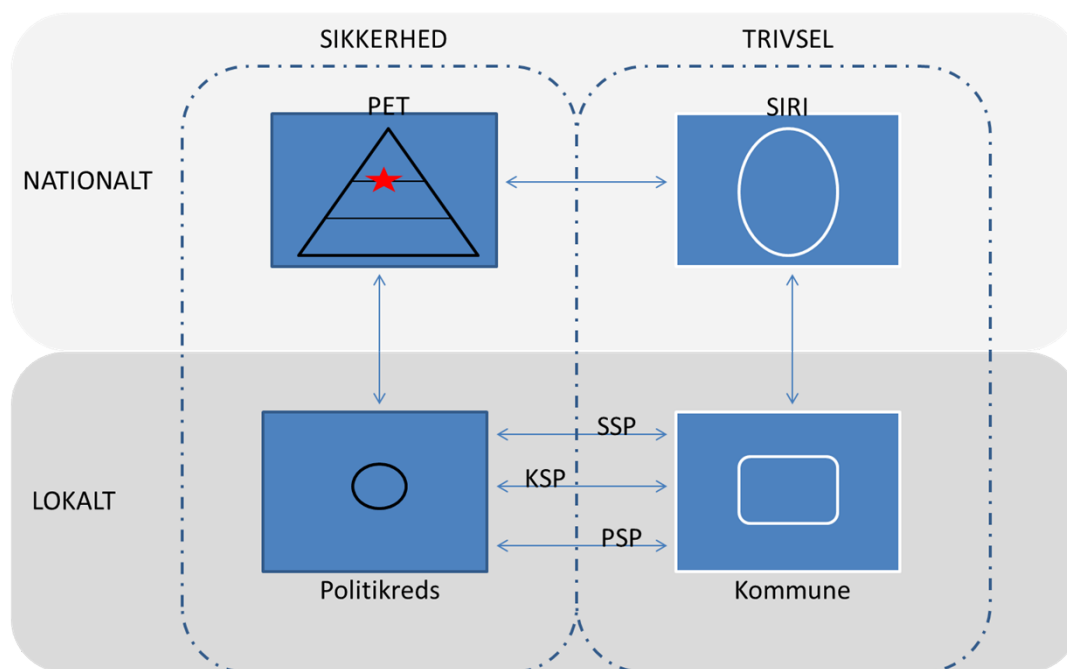 SIKKERHED
TRIVSEL
PET
SIRI
NATIONALT
SSP
KSP
LOKALT
PSP
Politikreds
Kommune